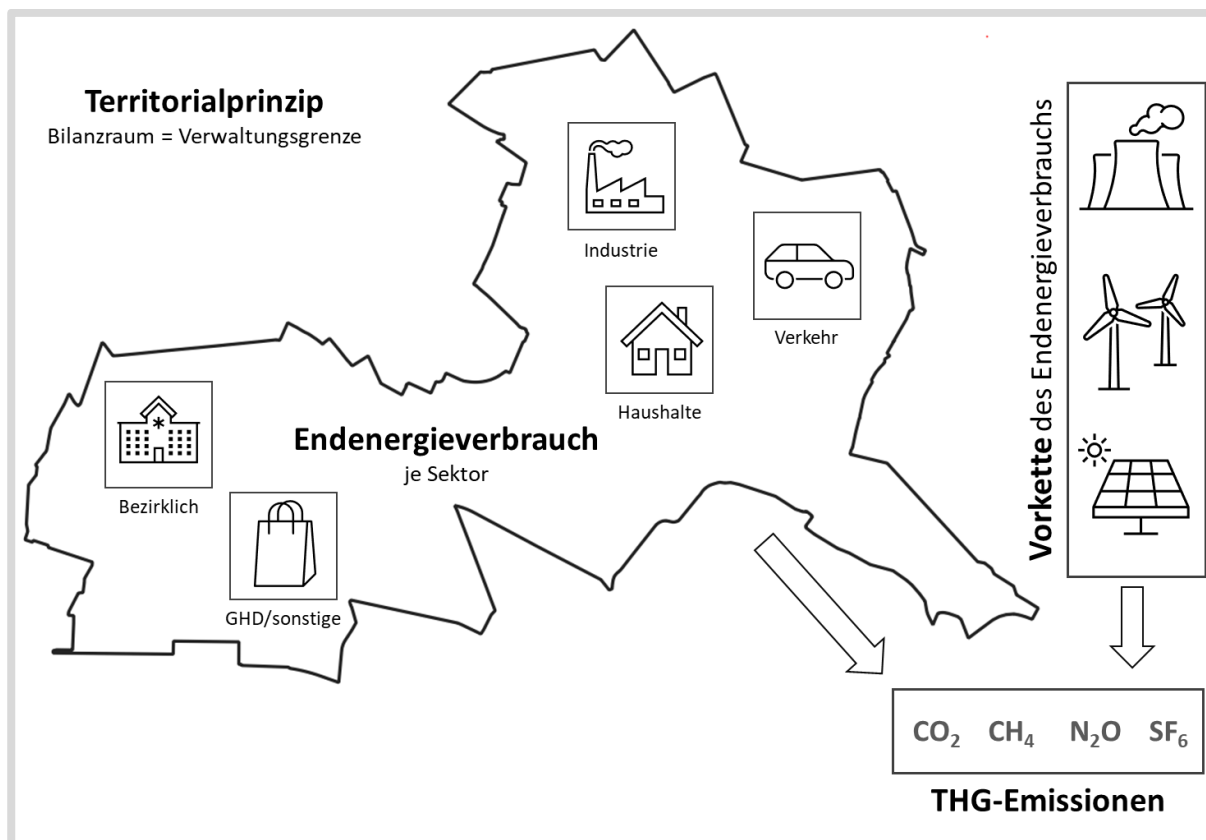 Territorialprinzip
Bilanzraum = Verwaltungsgrenze
Industrie
Verkehr
Haushalte
Endenergieverbrauch
je Sektor
Bezirklich
GHD/sonstige
Vorkette des Endenergieverbrauchs
CO₂ CH₄ N₂O SF₆
THG-Emissionen